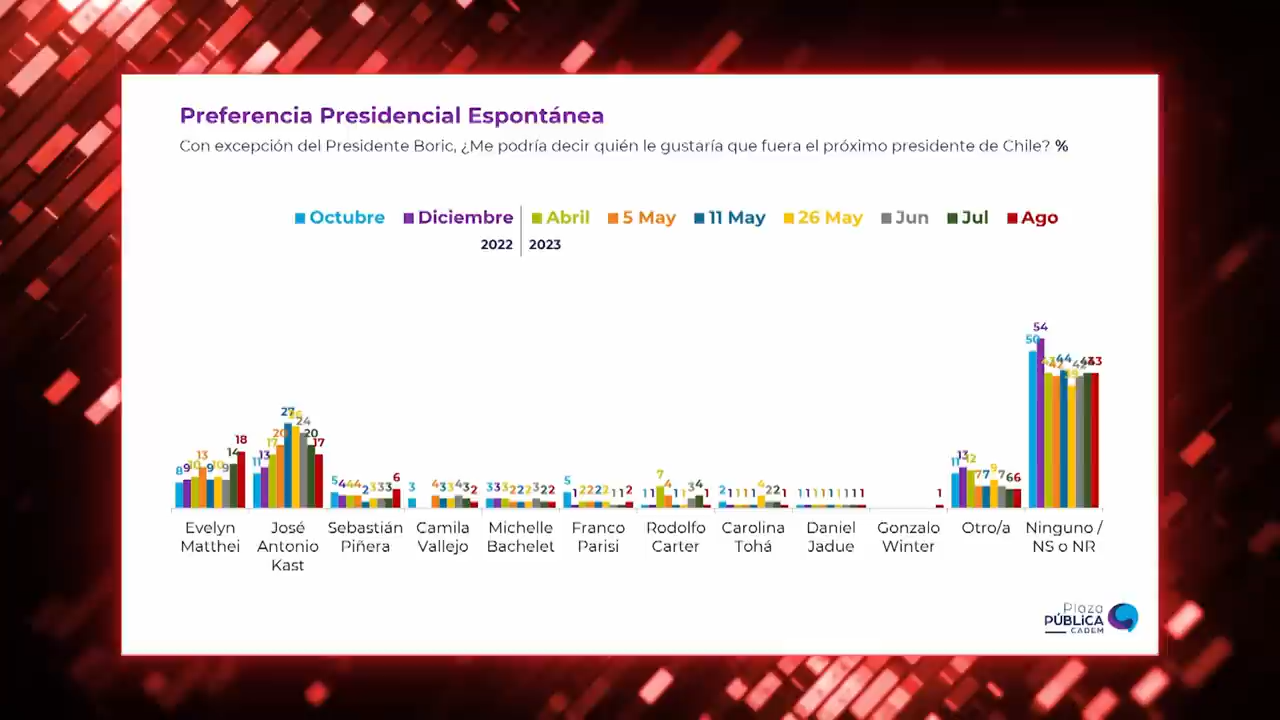 Preferencia Presidencial Espontánea
Con excepción del Presidente Boric, ¿Me podría decir quién le gustaría que fuera el próximo presidente de Chile? %
Octubre Diciembre Abril 5 May 11 May 26 May Jun Jul Ago
2022 2023
8 9 10 13 9 10 9 14 18
11 13 17 20 27 26 24 20 17
5 4 4 4 2 3 3 3 6
3 4 3 3 4 3 2
3 3 2 2 2 3 2 2
5 1 2 2 2 2 1 1 2
1 1 7 4 1 1 3 4 1
2 1 1 1 1 4 2 2 1
1 1 1 1 1 1 1 1 1
1
11 13 12 7 7 9 7 6 6
50 54 42 44 39 42 43
Evelyn Matthei
José Antonio Kast
Sebastián Piñera
Camila Vallejo
Michelle Bachelet
Franco Parisi
Rodolfo Carter
Carolina Tohá
Daniel Jadue
Gonzalo Winter
Otro/a
Ninguno / NS o NR
Plaza
PÚBLICA
CADEM